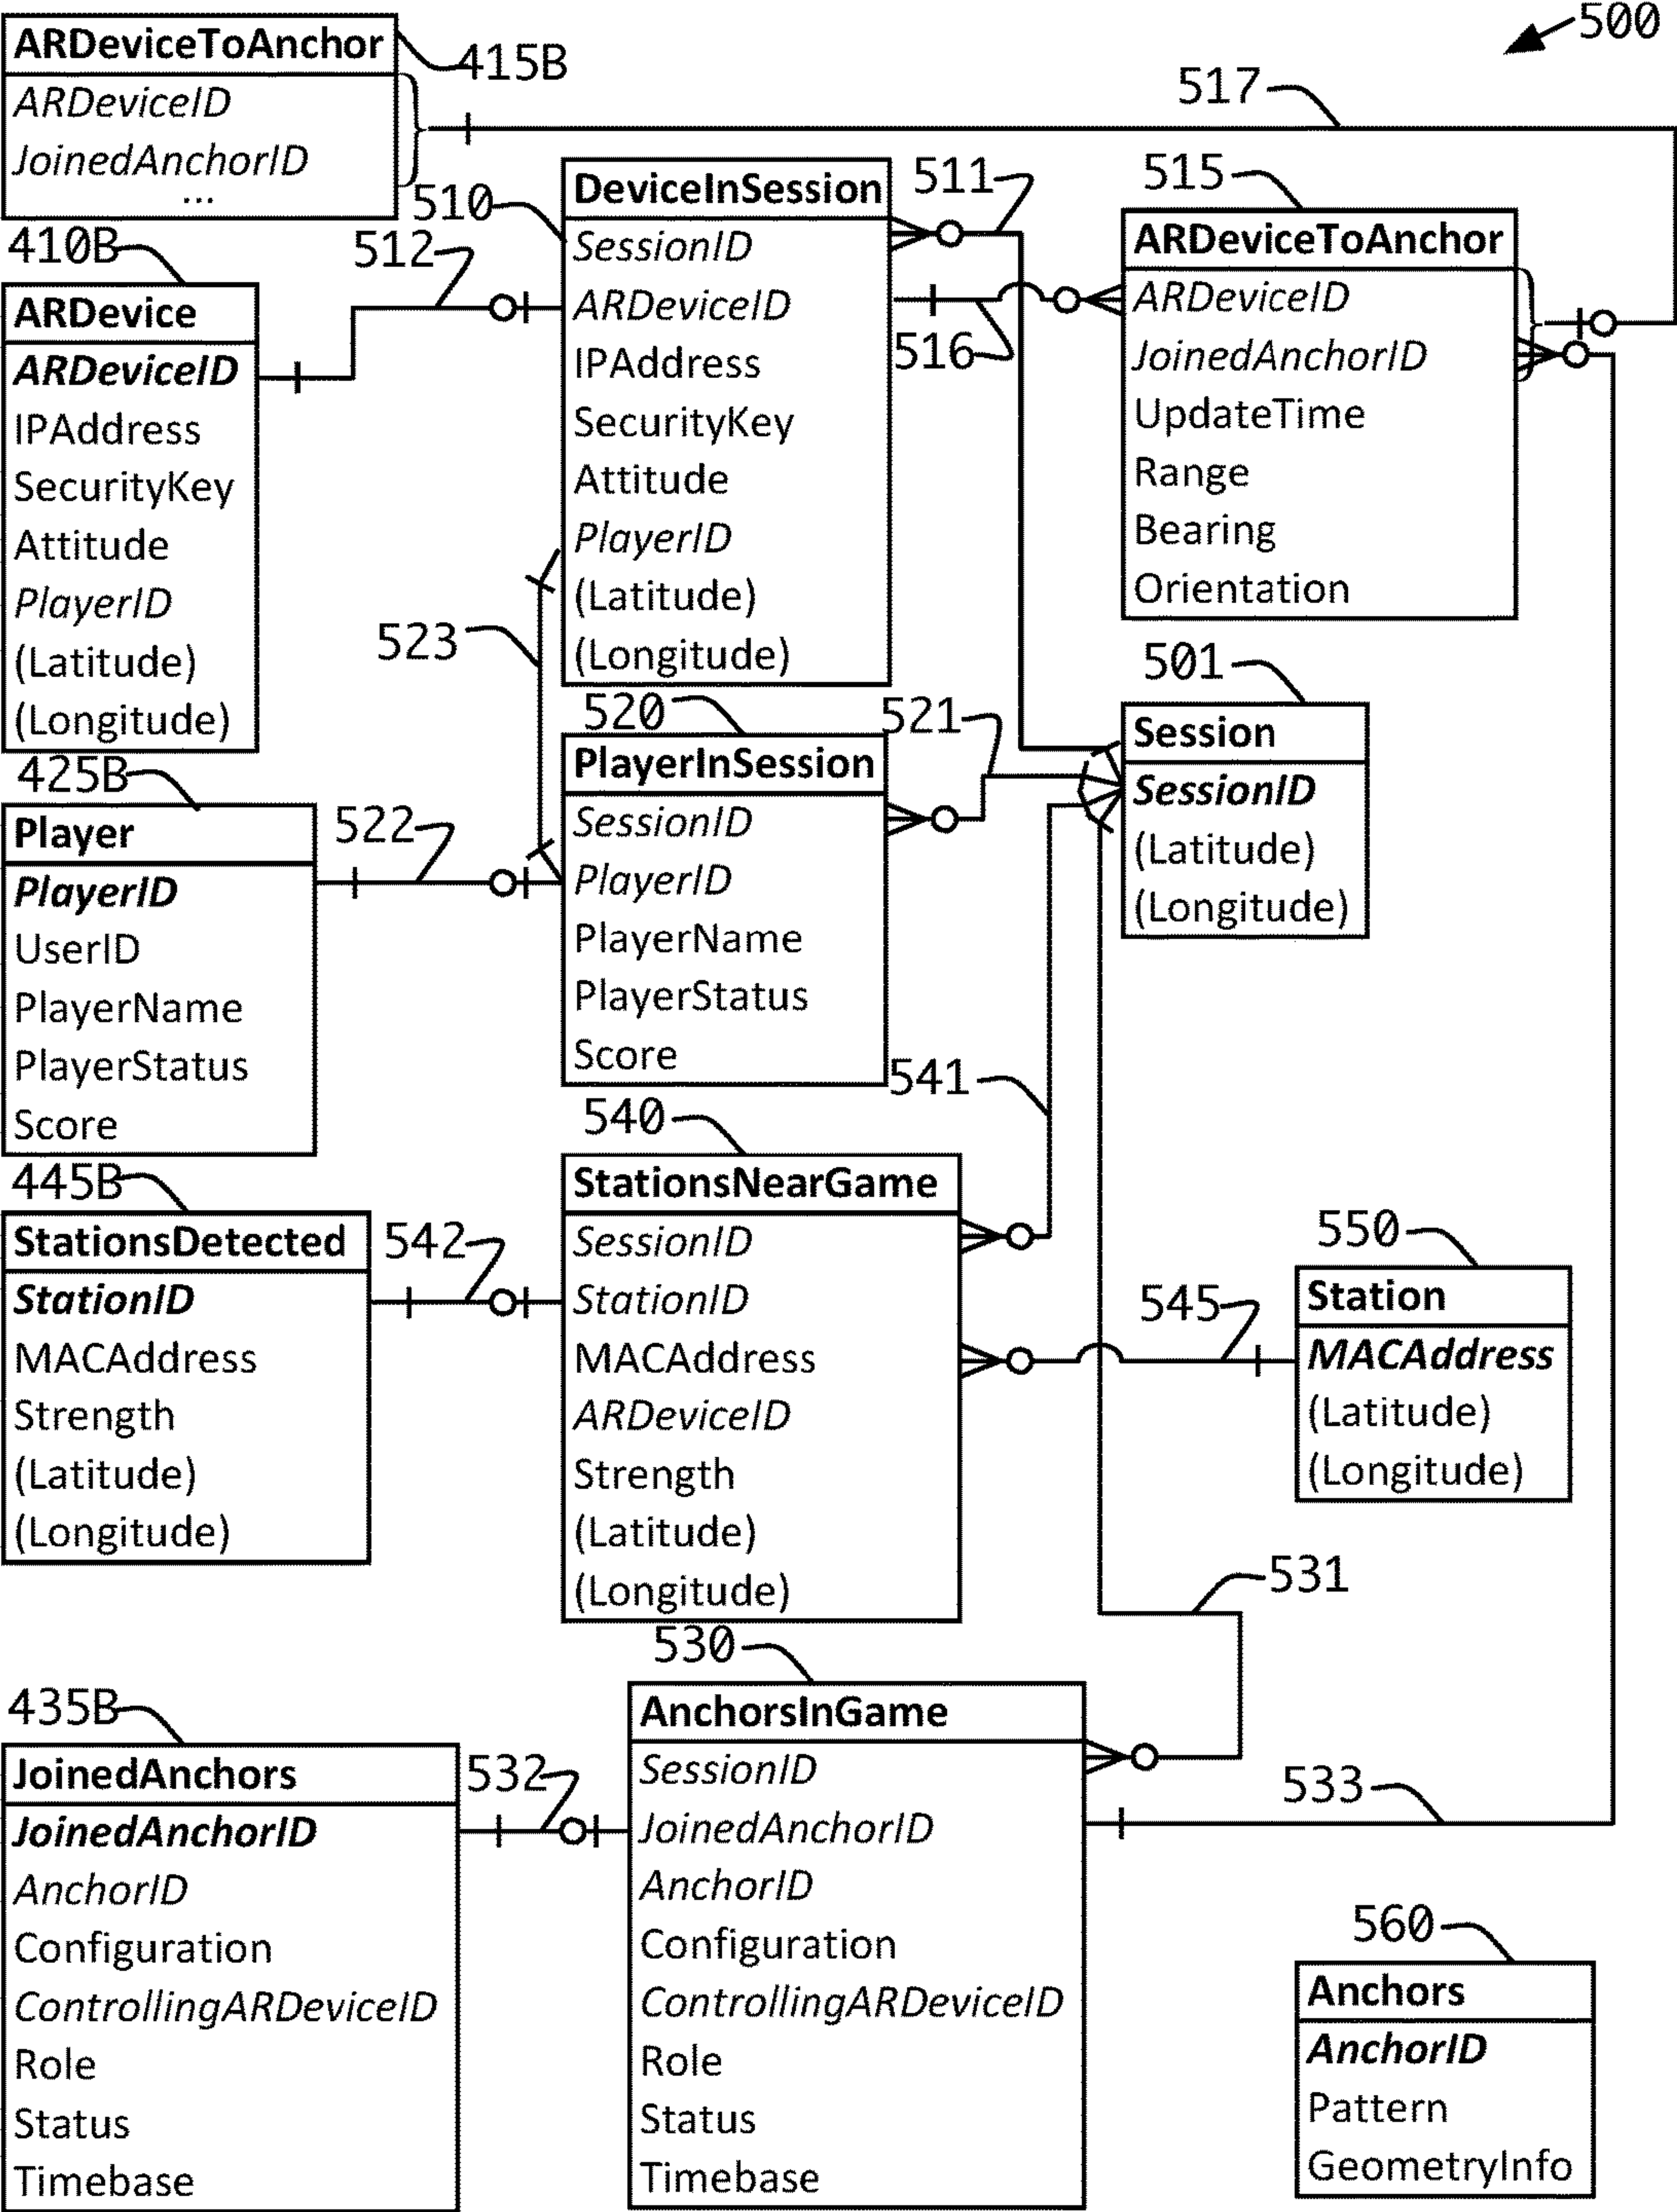 500
ARDeviceToAnchor
415B
ARDeviceID
JoinedAnchorID
...
517
510
DeviceInSession
SessionID
ARDeviceID
IPAddress
SecurityKey
Attitude
PlayerID
(Latitude)
(Longitude)
511
516
515
ARDeviceToAnchor
ARDeviceID
JoinedAnchorID
UpdateTime
Range
Bearing
Orientation
410B
512
ARDevice
ARDeviceID
IPAddress
SecurityKey
Attitude
PlayerID
(Latitude)
(Longitude)
523
501
Session
SessionID
(Latitude)
(Longitude)
520
521
PlayerInSession
SessionID
PlayerID
PlayerName
PlayerStatus
Score
425B
522
Player
PlayerID
UserID
PlayerName
PlayerStatus
Score
541
540
StationsNearGame
SessionID
StationID
MACAddress
ARDeviceID
Strength
(Latitude)
(Longitude)
445B
542
StationsDetected
StationID
MACAddress
Strength
(Latitude)
(Longitude)
550
545
Station
MACAddress
(Latitude)
(Longitude)
531
530
AnchorsInGame
SessionID
JoinedAnchorID
AnchorID
Configuration
ControllingARDeviceID
Role
Status
Timebase
533
435B
532
JoinedAnchors
JoinedAnchorID
AnchorID
Configuration
ControllingARDeviceID
Role
Status
Timebase
560
Anchors
AnchorID
Pattern
GeometryInfo